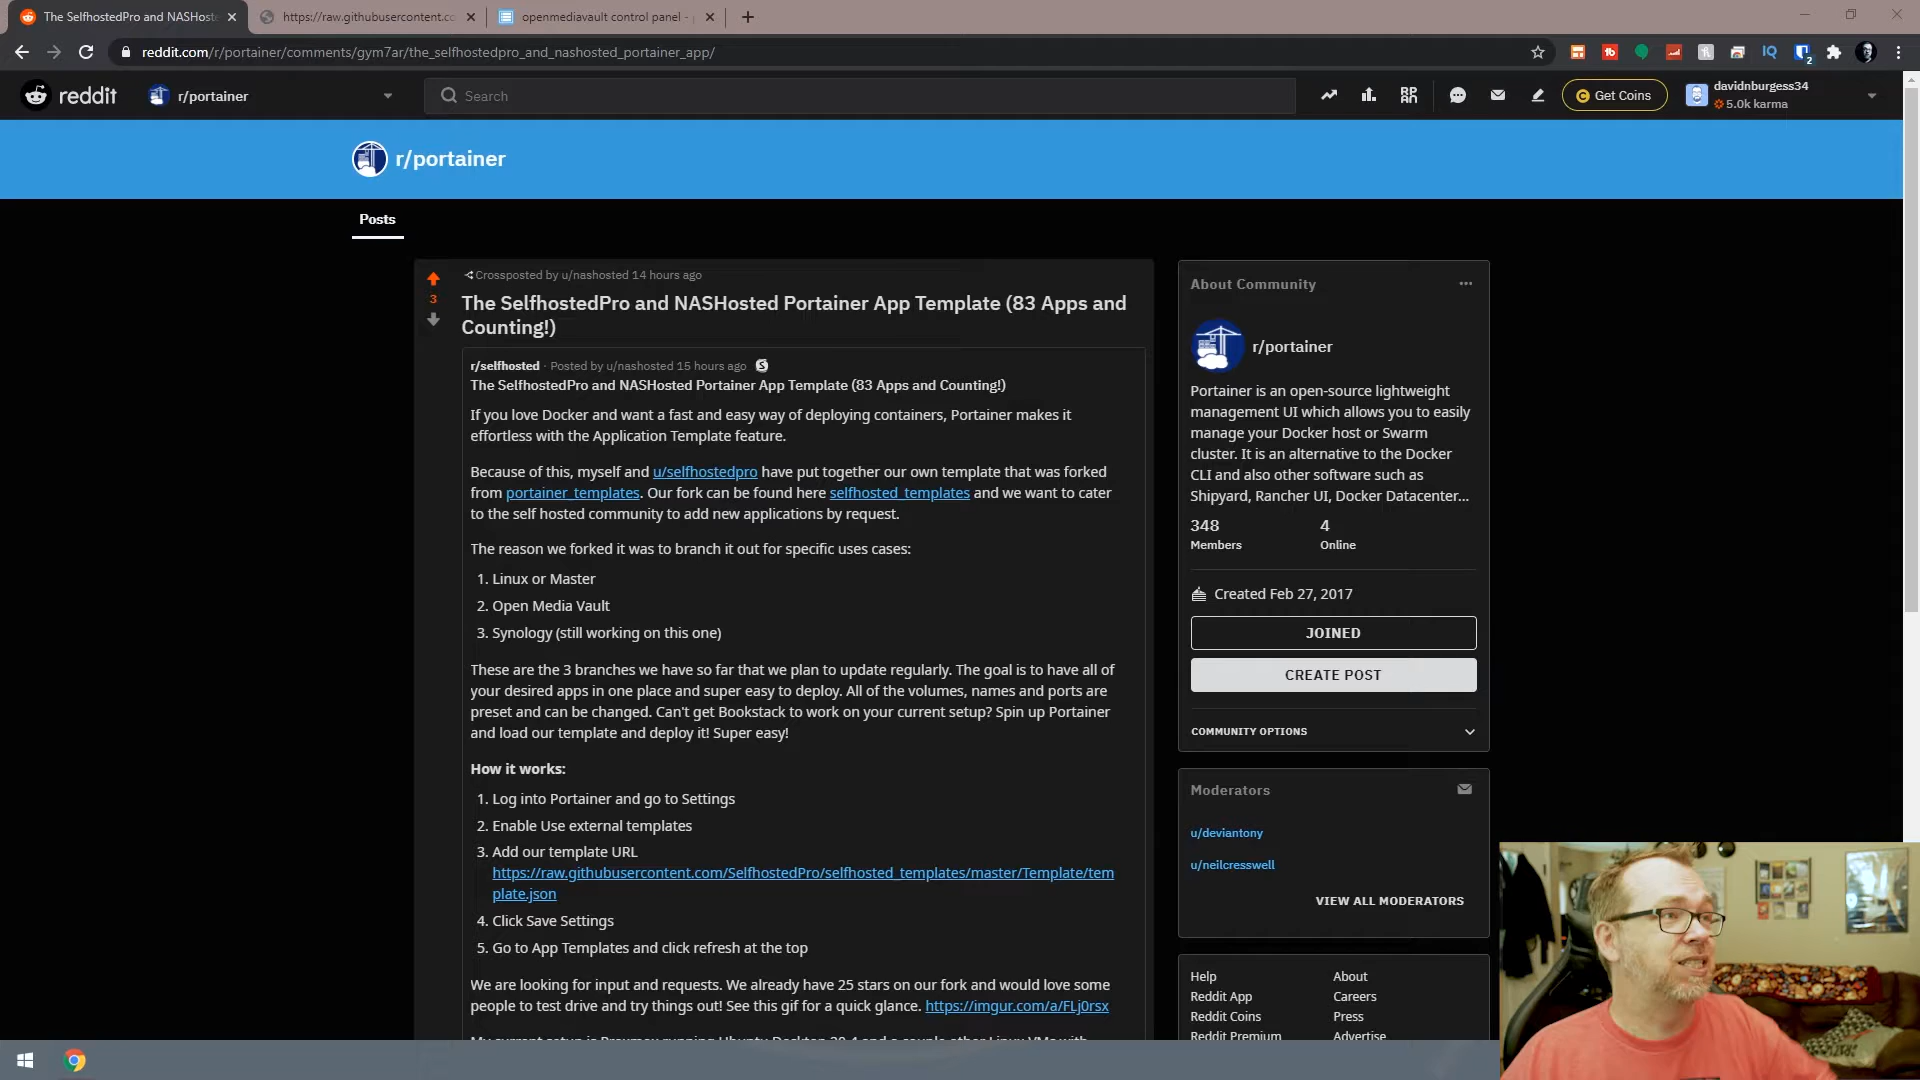 The SelfhostedPro and NASHoste
https://raw.githubusercontent.co
openmediavault control panel -
reddit.com/r/portainer/comments/gym7ar/the_selfhostedpro_and_nashosted_portainer_app/
reddit
r/portainer
Search
Get Coins
davidnburgess34
5.0k karma
r/portainer
Posts
3
Crossposted by u/nashosted 14 hours ago
The SelfhostedPro and NASHosted Portainer App Template (83 Apps and
Counting!)
r/selfhosted · Posted by u/nashosted 15 hours ago
The SelfhostedPro and NASHosted Portainer App Template (83 Apps and Counting!)
If you love Docker and want a fast and easy way of deploying containers, Portainer makes it
effortless with the Application Template feature.
Because of this, myself and u/selfhostedpro have put together our own template that was forked
from portainer_templates. Our fork can be found here selfhosted_templates and we want to cater
to the self hosted community to add new applications by request.
The reason we forked it was to branch it out for specific uses cases:
1. Linux or Master
2. Open Media Vault
3. Synology (still working on this one)
These are the 3 branches we have so far that we plan to update regularly. The goal is to have all of
your desired apps in one place and super easy to deploy. All of the volumes, names and ports are
preset and can be changed. Can't get Bookstack to work on your current setup? Spin up Portainer
and load our template and deploy it! Super easy!
How it works:
1. Log into Portainer and go to Settings
2. Enable Use external templates
3. Add our template URL
https://raw.githubusercontent.com/SelfhostedPro/selfhosted_templates/master/Template/tem
plate.json
4. Click Save Settings
5. Go to App Templates and click refresh at the top
We are looking for input and requests. We already have 25 stars on our fork and would love some
people to test drive and try things out! See this gif for a quick glance. https://imgur.com/a/FLj0rsx
About Community
r/portainer
Portainer is an open-source lightweight
management UI which allows you to easily
manage your Docker host or Swarm
cluster. It is an alternative to the Docker
CLI and also other software such as
Shipyard, Rancher UI, Docker Datacenter...
348
Members
4
Online
Created Feb 27, 2017
JOINED
CREATE POST
COMMUNITY OPTIONS
Moderators
u/deviantony
u/neilcresswell
VIEW ALL MODERATORS
Help
About
Reddit App
Careers
Reddit Coins
Press
Reddit Premium
Advertise